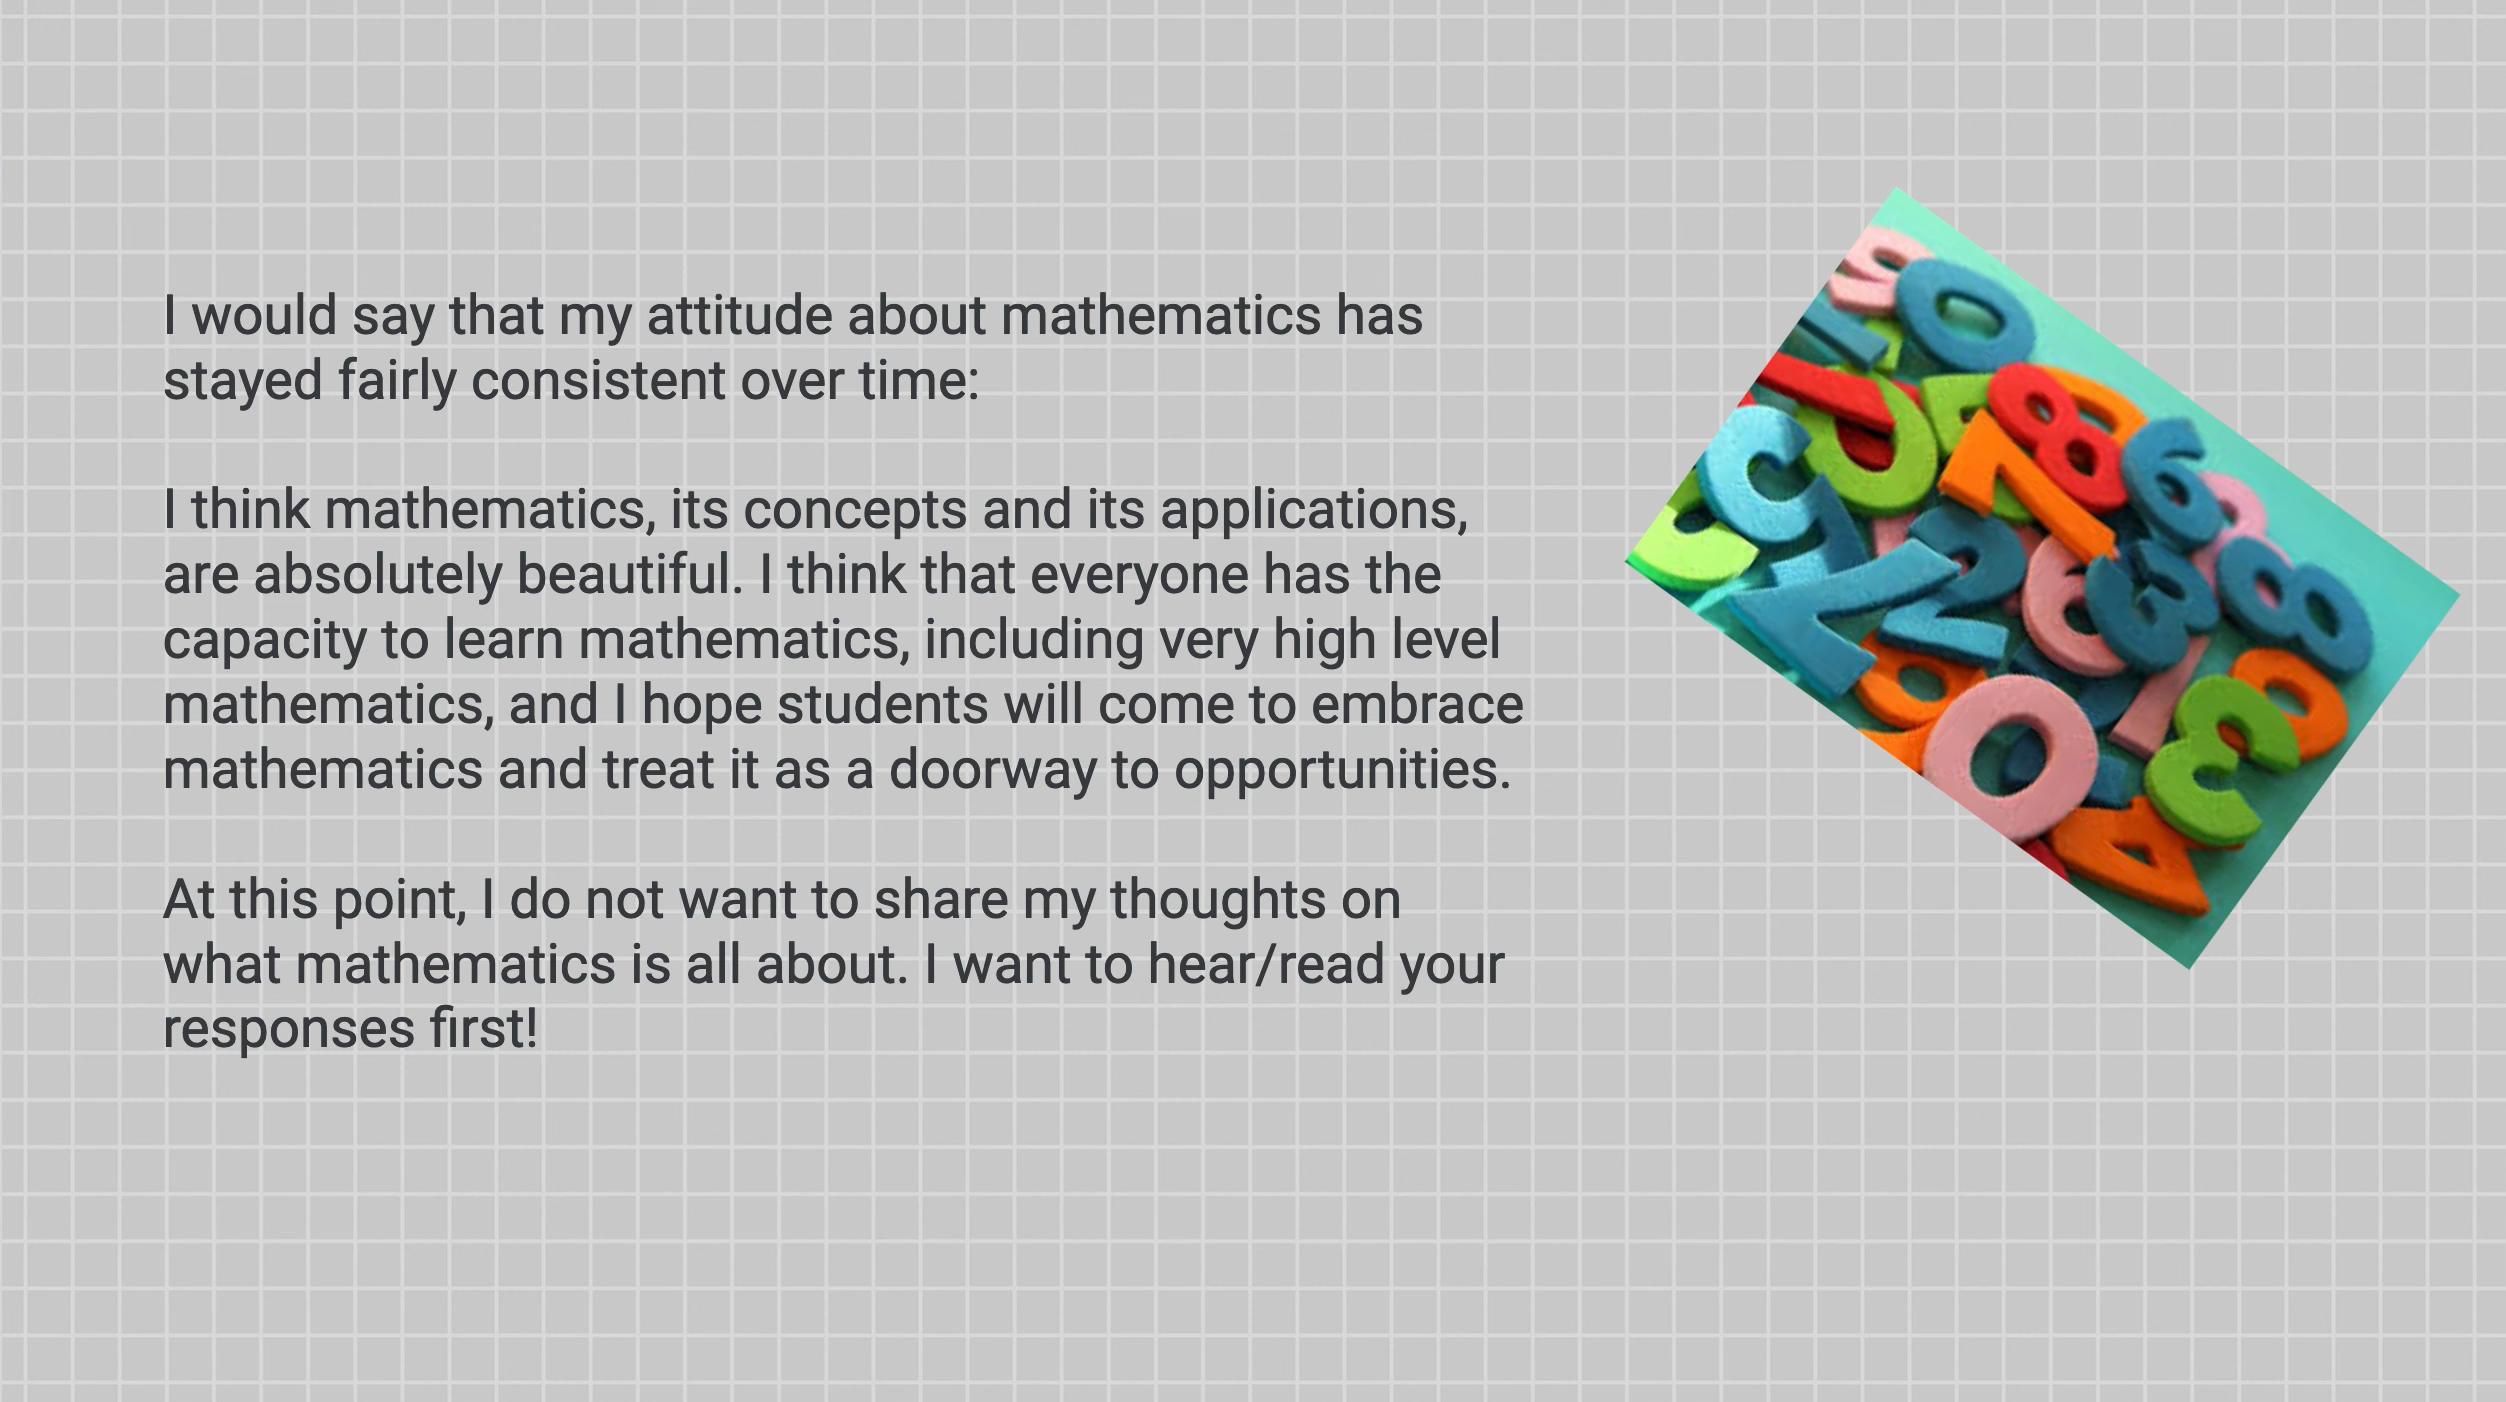 I would say that my attitude about mathematics has
stayed fairly consistent over time:
I think mathematics, its concepts and its applications,
are absolutely beautiful. I think that everyone has the
capacity to learn mathematics, including very high level
mathematics, and I hope students will come to embrace
mathematics and treat it as a doorway to opportunities.
At this point, I do not want to share my thoughts on
what mathematics is all about. I want to hear/read your
responses first!